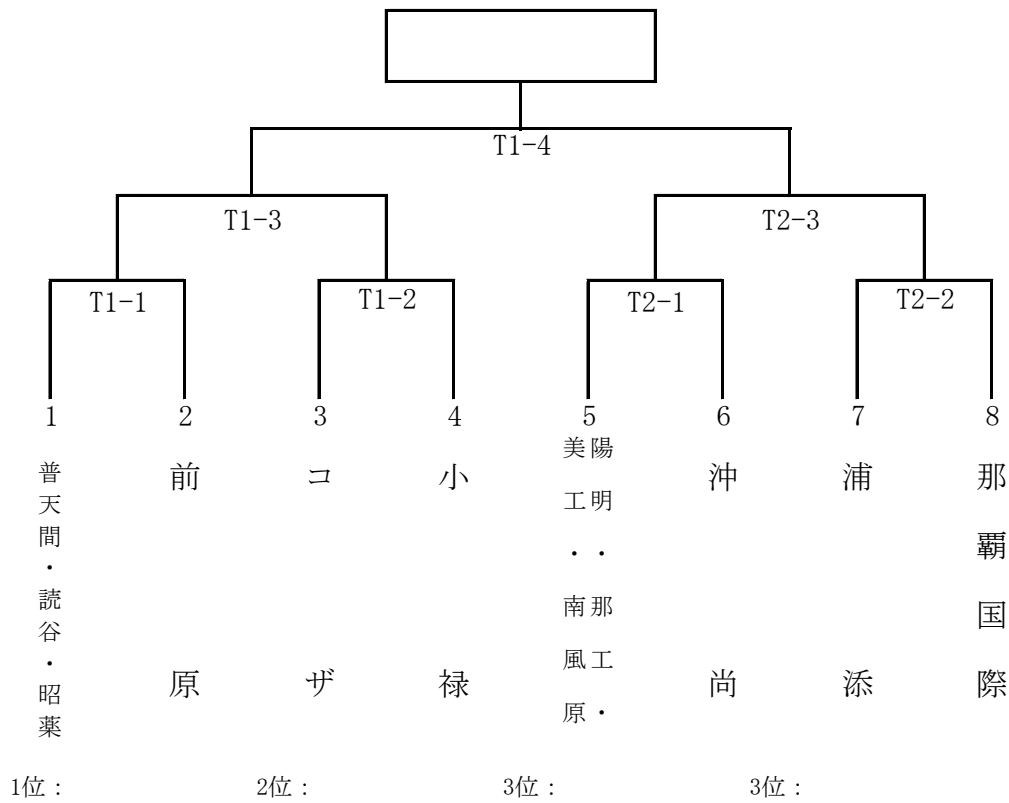 T1-4
T1-3
T2-3
T1-1
T1-2
T2-1
T2-2
1
2
3
4
5
6
7
8
普天間・読谷・昭薬
前原
コザ
小禄
陽明・那工・
美工・南風原
沖尚
浦添
那覇国際
1位：
2位：
3位：
3位：